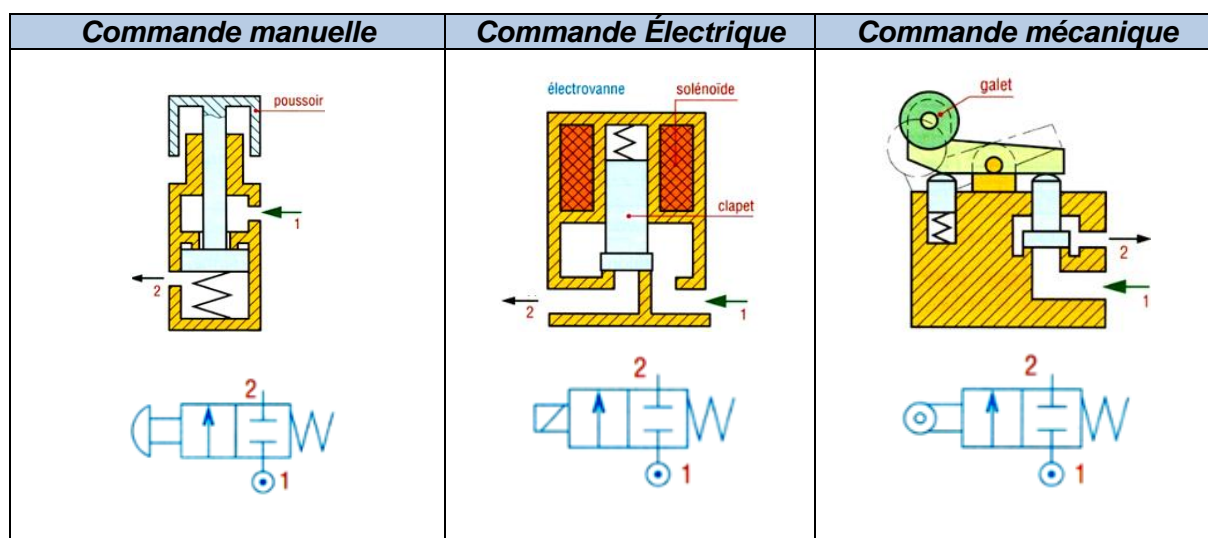 Commande manuelle
Commande Électrique
Commande mécanique
poussoir
1
2
2
1
électrovanne
solénoïde
clapet
2
1
2
1
galet
2
1
2
1